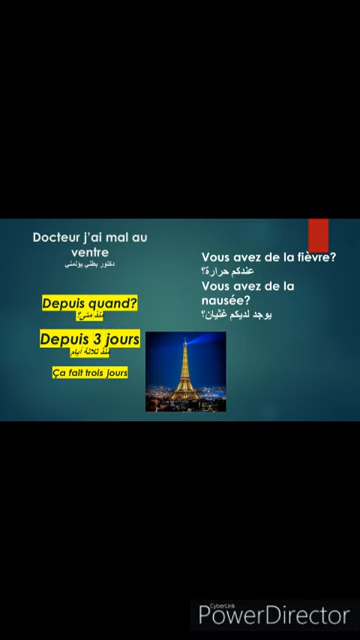 Docteur j'ai mal au
ventre
دكتور بطني يؤلمني
Depuis quand?
منذ متى؟
Depuis 3 jours
منذ ثلاثة أيام
Ça fait trois jours
Vous avez de la fièvre?
عندكم حرارة؟
Vous avez de la
nausée?
يوجد لديكم غثيان؟
CyberLink
PowerDirector